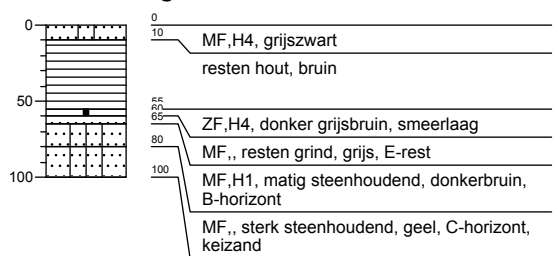 0
0
10
MF,H4, grijszwart
resten hout, bruin
50
55
60
ZF,H4, donker grijsbruin, smeerlaag
65
MF,, resten grind, grijs, E-rest
80
MF,H1, matig steenhoudend, donkerbruin,
B-horizont
100
100
MF,, sterk steenhoudend, geel, C-horizont,
keizand